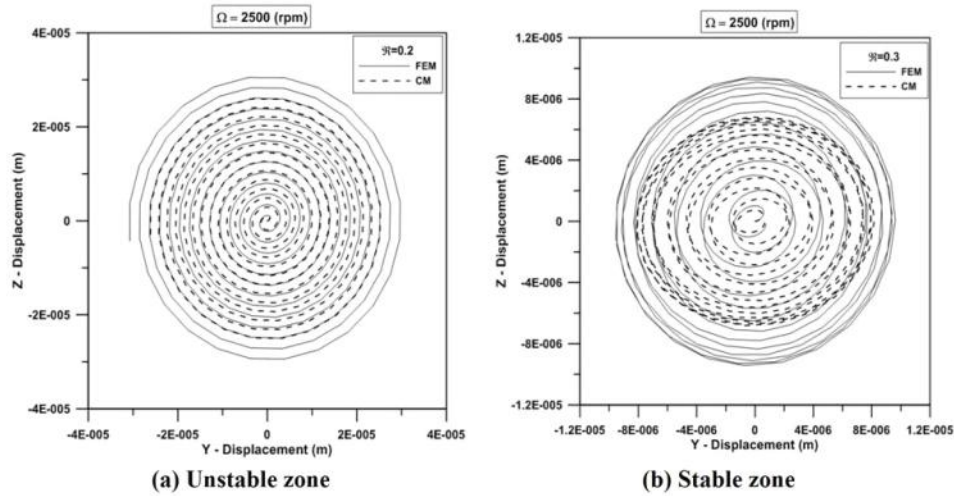 Ω = 2500 (rpm)
4E-005
2E-005
0
-2E-005
-4E-005
Z - Displacement (m)
ℜ=0.2
FEM
CM
-4E-005 -2E-005 0 2E-005 4E-005
Y - Displacement (m)
(a) Unstable zone
Ω = 2500 (rpm)
1.2E-005
8E-006
4E-006
0
-4E-006
-8E-006
-1.2E-005
Z - Displacement (m)
ℜ=0.3
FEM
CM
-1.2E-005 -8E-006 -4E-006 0 4E-006 8E-006 1.2E-005
Y - Displacement (m)
(b) Stable zone